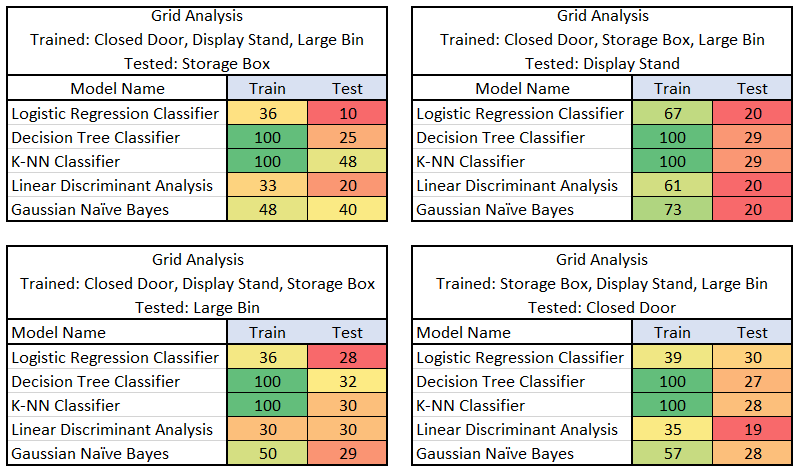 Grid Analysis
Trained: Closed Door, Display Stand, Large Bin
Tested: Storage Box
Model Name Train Test
Logistic Regression Classifier 36 10
Decision Tree Classifier 100 25
K-NN Classifier 100 48
Linear Discriminant Analysis 33 20
Gaussian Naïve Bayes 48 40
Grid Analysis
Trained: Closed Door, Storage Box, Large Bin
Tested: Display Stand
Model Name Train Test
Logistic Regression Classifier 67 20
Decision Tree Classifier 100 29
K-NN Classifier 100 29
Linear Discriminant Analysis 61 20
Gaussian Naïve Bayes 73 20
Grid Analysis
Trained: Closed Door, Display Stand, Storage Box
Tested: Large Bin
Model Name Train Test
Logistic Regression Classifier 36 28
Decision Tree Classifier 100 32
K-NN Classifier 100 30
Linear Discriminant Analysis 30 30
Gaussian Naïve Bayes 50 29
Grid Analysis
Trained: Storage Box, Display Stand, Large Bin
Tested: Closed Door
Model Name Train Test
Logistic Regression Classifier 39 30
Decision Tree Classifier 100 27
K-NN Classifier 100 28
Linear Discriminant Analysis 35 19
Gaussian Naïve Bayes 57 28